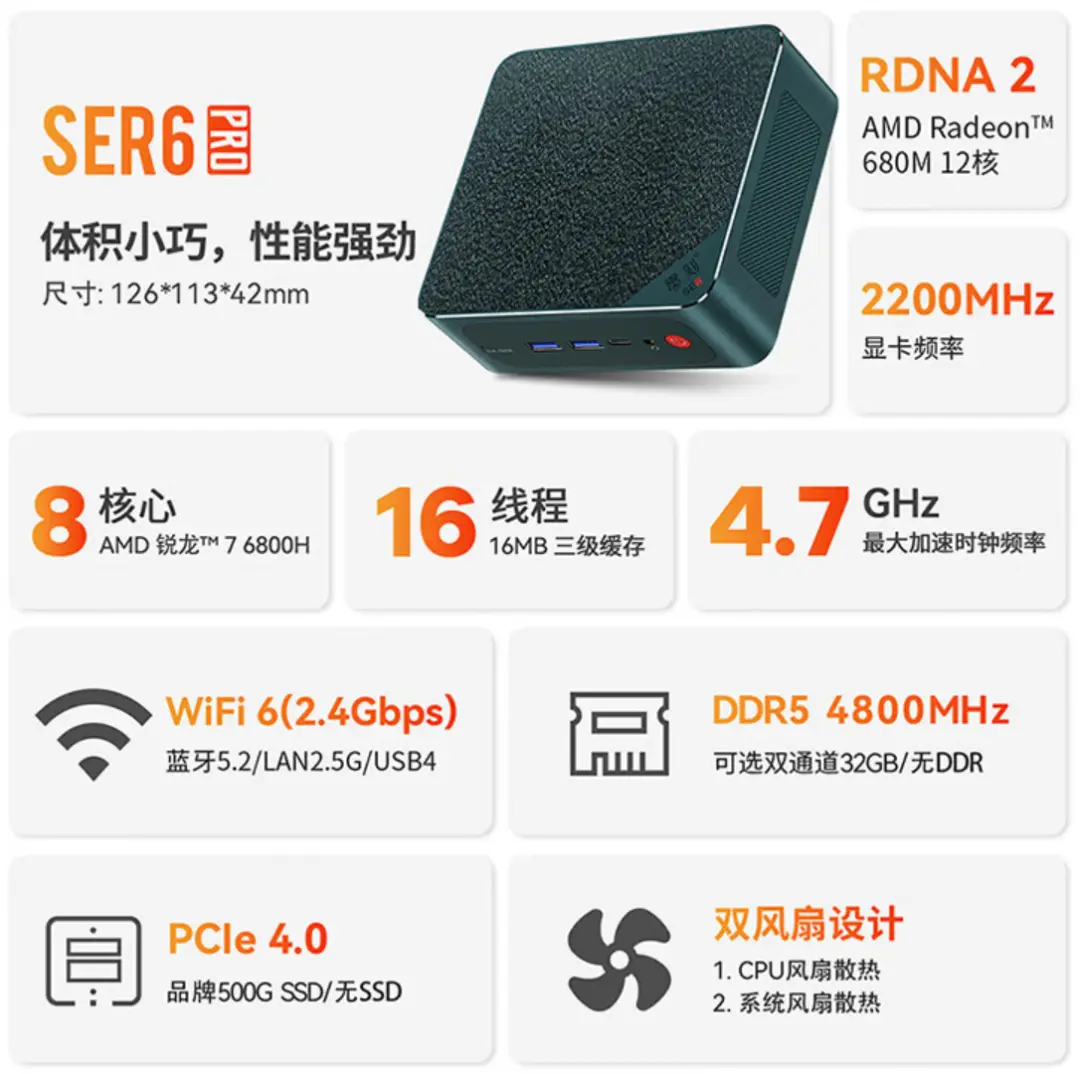 SER6 PRO
体积小巧，性能强劲
尺寸: 126*113*42mm
RDNA 2
AMD Radeon™
680M 12核
2200MHz
显卡频率
8 核心
AMD 锐龙™ 7 6800H
16 线程
16MB 三级缓存
4.7 GHz
最大加速时钟频率
WiFi 6(2.4Gbps)
蓝牙5.2/LAN2.5G/USB4
DDR5 4800MHz
可选双通道32GB/无DDR
PCIe 4.0
品牌500G SSD/无SSD
双风扇设计
1. CPU风扇散热
2. 系统风扇散热